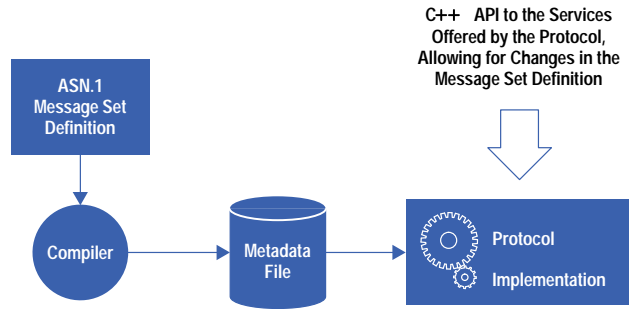 C++ API to the Services
Offered by the Protocol,
Allowing for Changes in the
Message Set Definition
ASN.1
Message Set
Definition
Compiler
Metadata
File
Protocol
Implementation